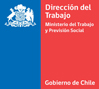 Dirección del
Trabajo
Ministerio del Trabajo
y Previsión Social
Gobierno de Chile